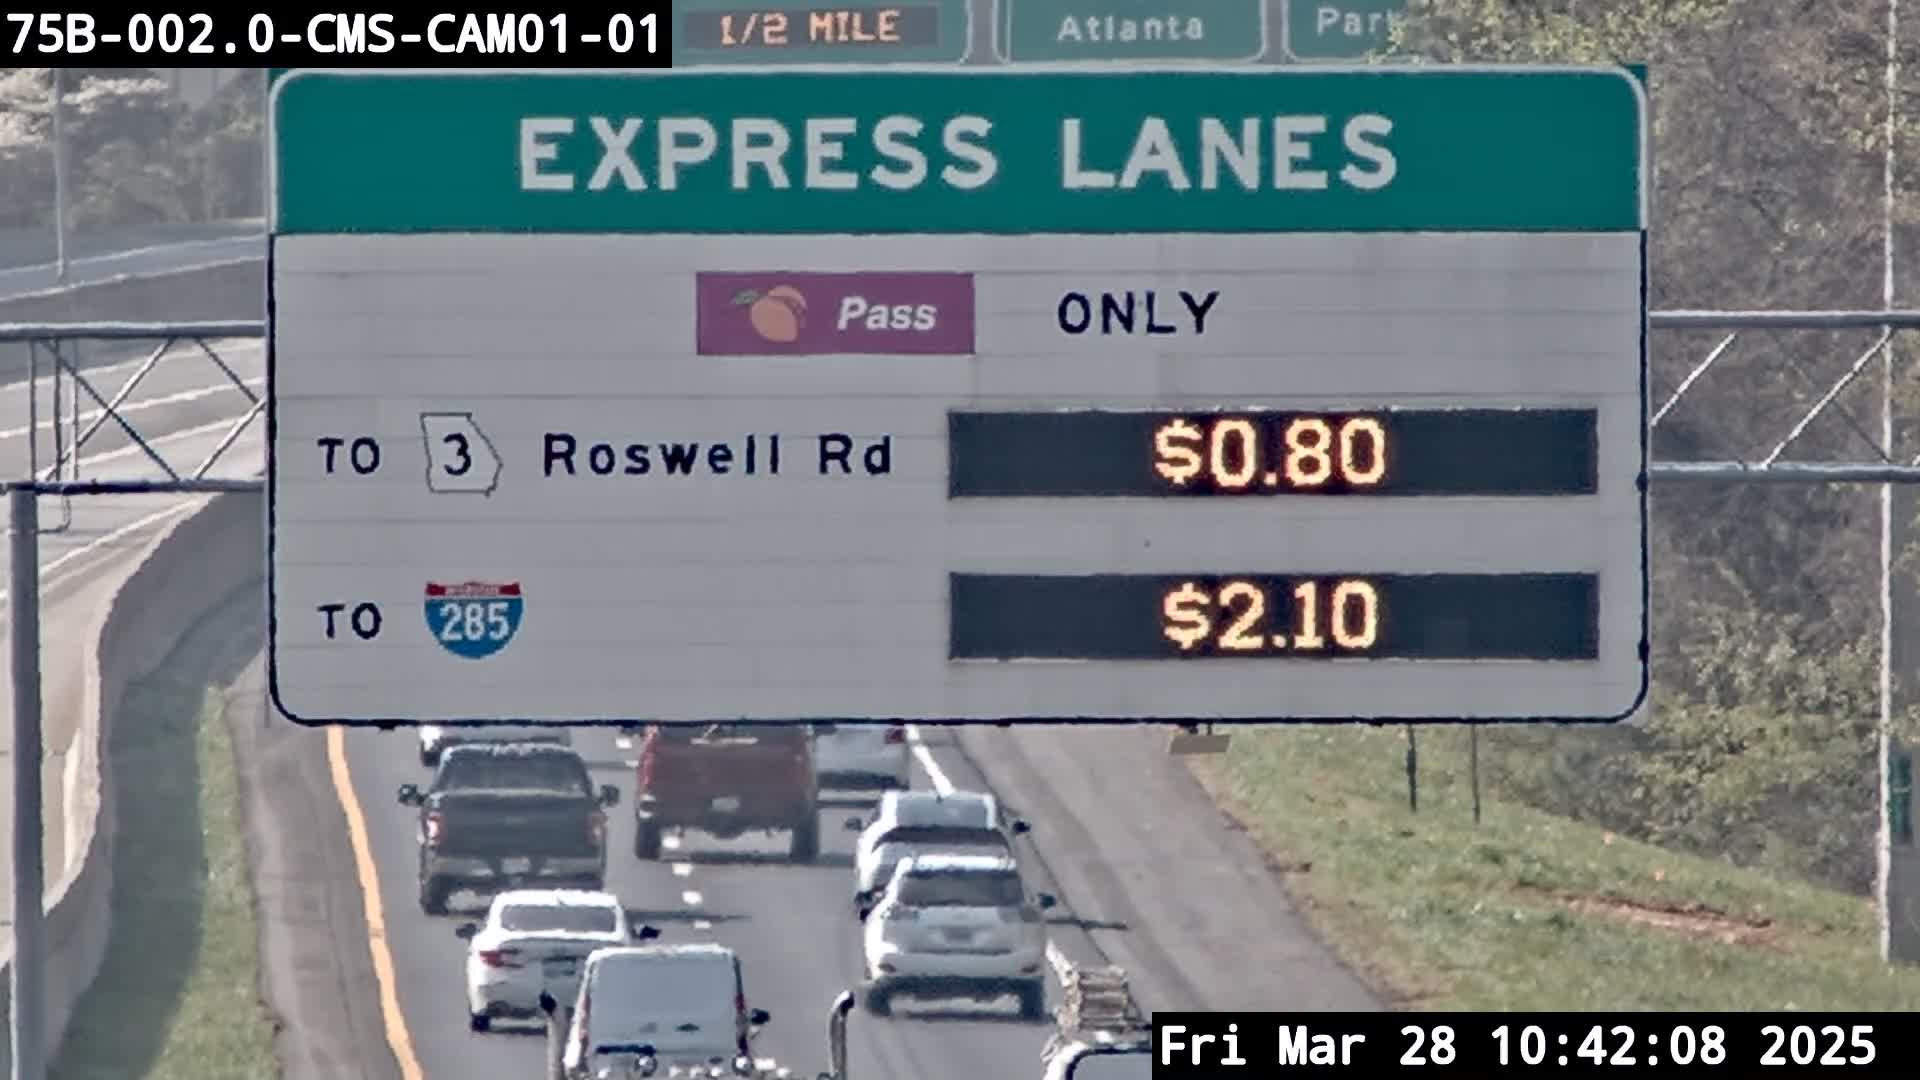 75B-002.0-CMS-CAM01-01
1/2 MILE
Atlanta
EXPRESS LANES
Pass ONLY
TO 3 Roswell Rd $0.80
TO 285 $2.10
Fri Mar 28 10:42:08 2025